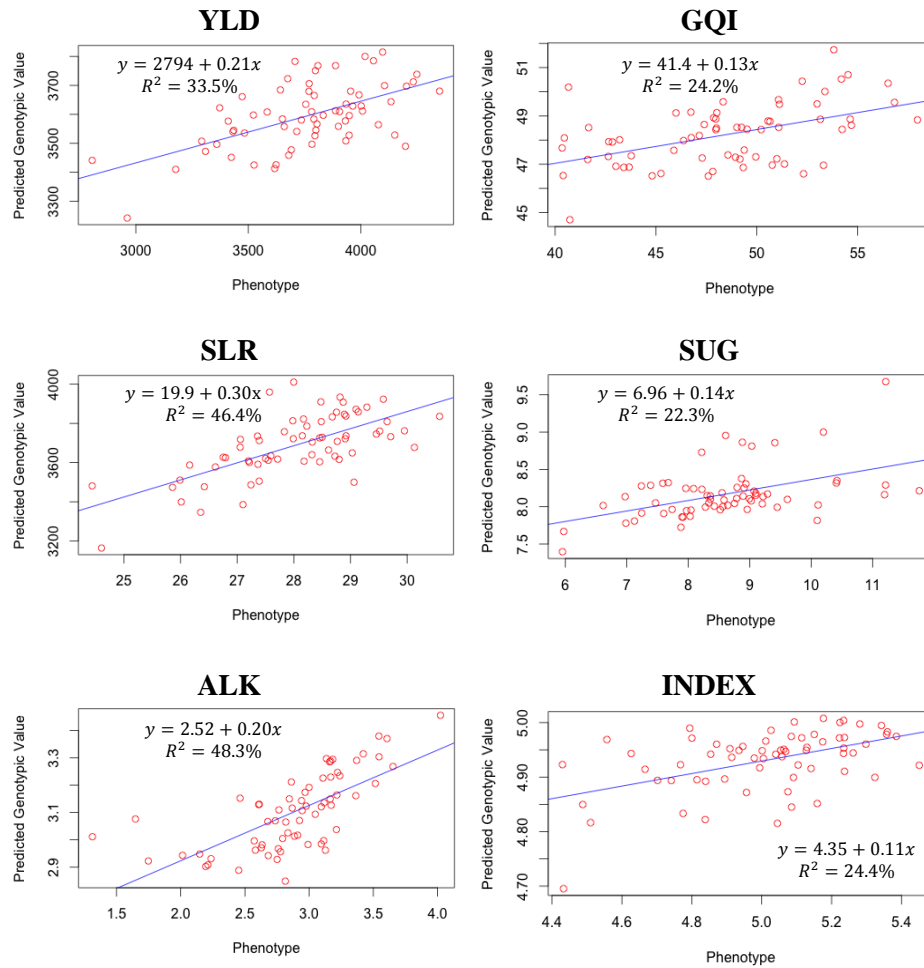 YLD
y = 2794 + 0.21x
R² = 33.5%
Predicted Genotypic Value
3300 3500 3700
3000 3500 4000
Phenotype
GQI
y = 41.4 + 0.13x
R² = 24.2%
Predicted Genotypic Value
45 47 49 51
40 45 50 55
Phenotype
SLR
y = 19.9 + 0.30x
R² = 46.4%
Predicted Genotypic Value
3200 3600 4000
25 26 27 28 29 30
Phenotype
SUG
y = 6.96 + 0.14x
R² = 22.3%
Predicted Genotypic Value
7.5 8.0 8.5 9.0 9.5
6 7 8 9 10 11
Phenotype
ALK
y = 2.52 + 0.20x
R² = 48.3%
Predicted Genotypic Value
2.9 3.1 3.3
1.5 2.0 2.5 3.0 3.5 4.0
Phenotype
INDEX
y = 4.35 + 0.11x
R² = 24.4%
Predicted Genotypic Value
4.70 4.80 4.90 5.00
4.4 4.6 4.8 5.0 5.2 5.4
Phenotype